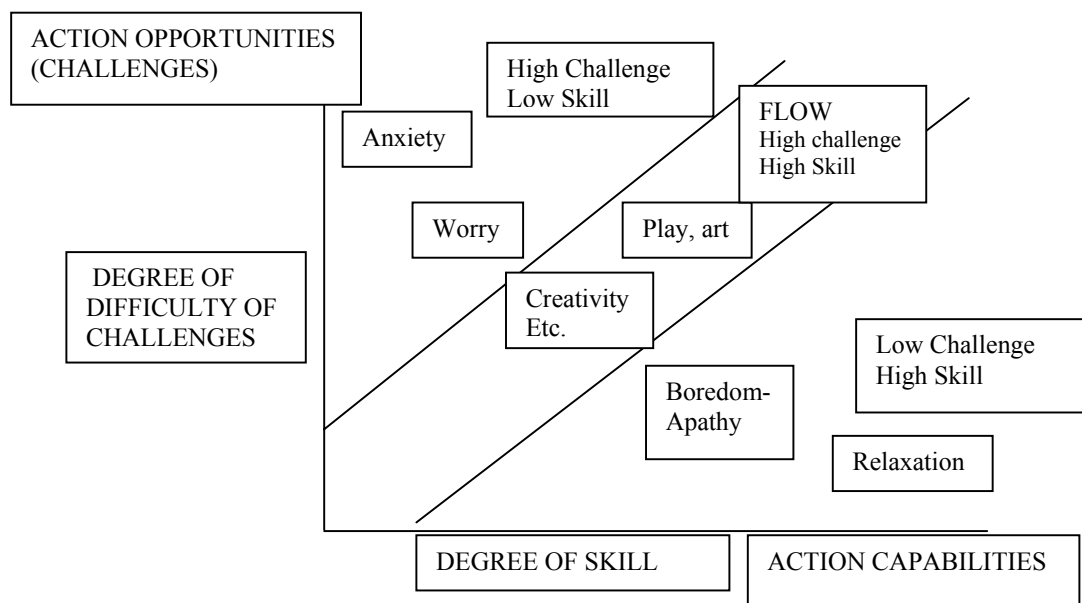 ACTION OPPORTUNITIES
(CHALLENGES)
High Challenge
Low Skill
FLOW
High challenge
High Skill
Anxiety
Worry
Play, art
DEGREE OF
DIFFICULTY OF
CHALLENGES
Creativity
Etc.
Low Challenge
High Skill
Boredom-
Apathy
Relaxation
DEGREE OF SKILL
ACTION CAPABILITIES